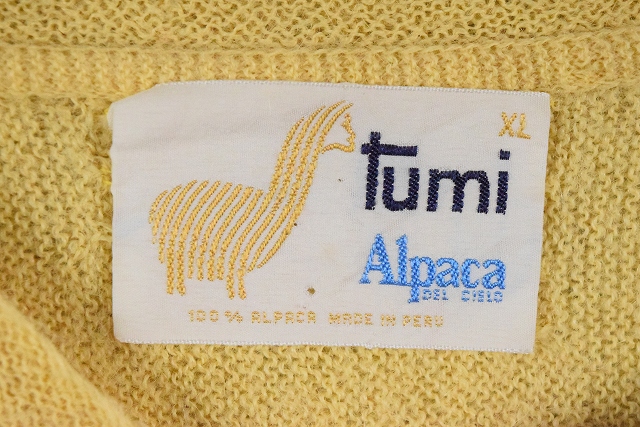 XL
tumi
Alpaca
DEL CIELO
100% ALPACA MADE IN PERU